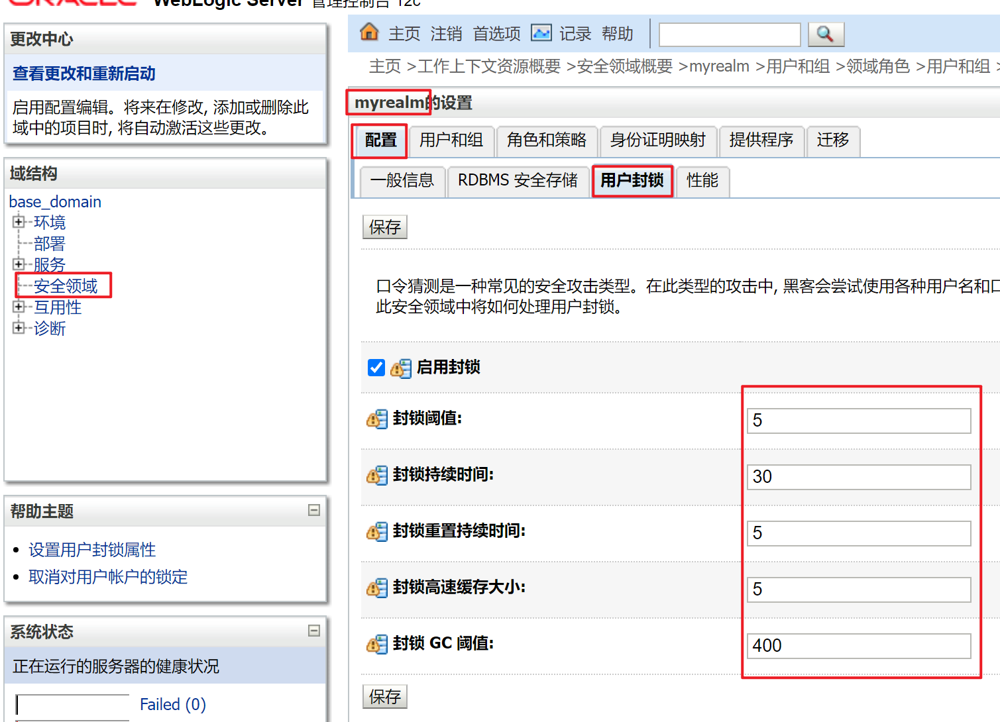 ORACLE WebLogic Server 管理控制台 12c
更改中心
查看更改和重新启动
启用配置编辑。将来在修改, 添加或删除此
域中的项目时, 将自动激活这些更改。
域结构
base_domain
环境
部署
服务
安全领域
互用性
诊断
帮助主题
设置用户封锁属性
取消对用户帐户的锁定
系统状态
正在运行的服务器的健康状况
Failed (0)
主页 注销 首选项 记录 帮助
主页 >工作上下文资源概要 >安全领域概要 >myrealm >用户和组 >领域角色 >用户和组 >
myrealm的设置
配置 用户和组 角色和策略 身份证明映射 提供程序 迁移
一般信息 RDBMS 安全存储 用户封锁 性能
保存
口令猜测是一种常见的安全攻击类型。在此类型的攻击中, 黑客会尝试使用各种用户名和口
此安全领域中将如何处理用户封锁。
启用封锁
封锁阈值: 5
封锁持续时间: 30
封锁重置持续时间: 5
封锁高速缓存大小: 5
封锁 GC 阈值: 400
保存